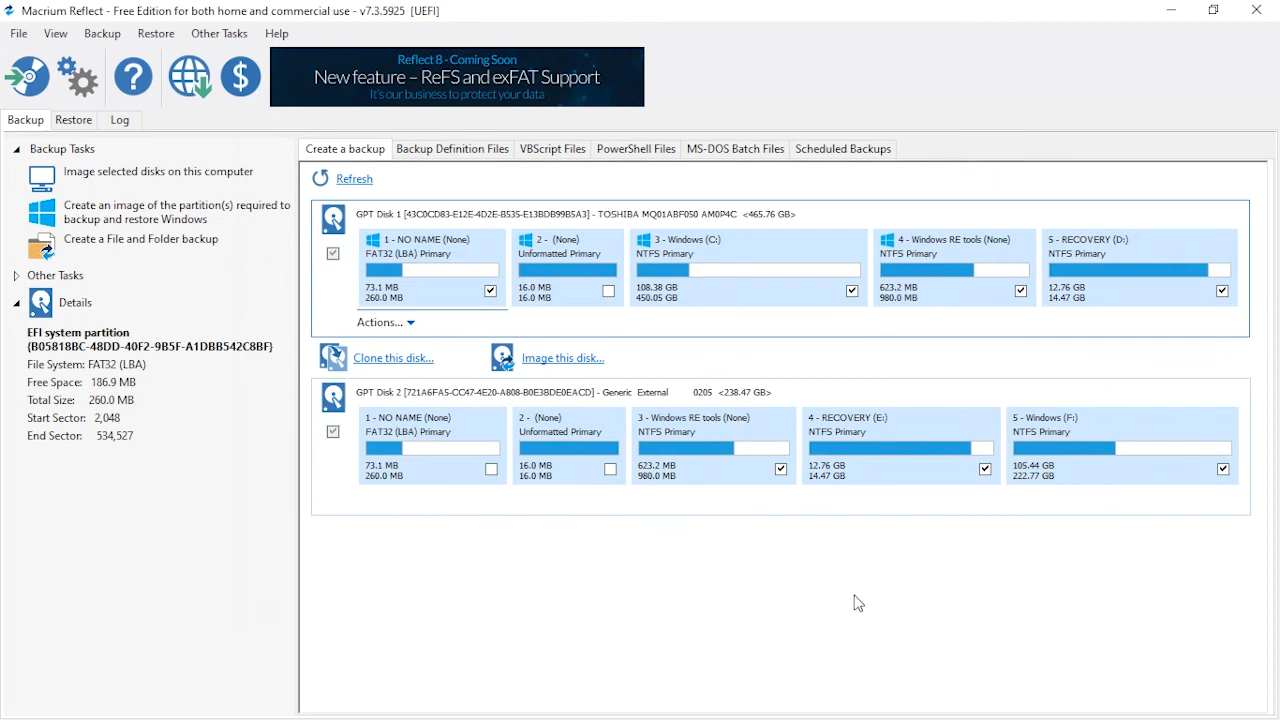 Macrium Reflect - Free Edition for both home and commercial use - v7.3.5925 [UEFI]
File View Backup Restore Other Tasks Help
Reflect 8 - Coming Soon
New feature – ReFS and exFAT Support
It's our business to protect your data
Backup Restore Log
Backup Tasks
Image selected disks on this computer
Create an image of the partition(s) required to
backup and restore Windows
Create a File and Folder backup
Other Tasks
Details
EFI system partition
{B05818BC-48DD-40F2-9B5F-A1DBB542C8BF}
File System: FAT32 (LBA)
Free Space: 186.9 MB
Total Size: 260.0 MB
Start Sector: 2,048
End Sector: 534,527
Create a backup Backup Definition Files VBScript Files PowerShell Files MS-DOS Batch Files Scheduled Backups
Refresh
GPT Disk 1 [43C0CD83-E12E-4D2E-B535-E13BDB99B5A3] - TOSHIBA MQ01ABF050 AM0P4C <465.76 GB>
1 - NO NAME (None)
FAT32 (LBA) Primary
73.1 MB
260.0 MB
2 - (None)
Unformatted Primary
16.0 MB
16.0 MB
3 - Windows (C:)
NTFS Primary
108.38 GB
450.05 GB
4 - Windows RE tools (None)
NTFS Primary
623.2 MB
980.0 MB
5 - RECOVERY (D:)
NTFS Primary
12.76 GB
14.47 GB
Actions...
Clone this disk... Image this disk...
GPT Disk 2 [721A6FA5-CC47-4E20-A808-B0E3BDE0EACD] - Generic External 0205 <238.47 GB>
1 - NO NAME (None)
FAT32 (LBA) Primary
73.1 MB
260.0 MB
2 - (None)
Unformatted Primary
16.0 MB
16.0 MB
3 - Windows RE tools (None)
NTFS Primary
623.2 MB
980.0 MB
4 - RECOVERY (E:)
NTFS Primary
12.76 GB
14.47 GB
5 - Windows (F:)
NTFS Primary
105.44 GB
222.77 GB